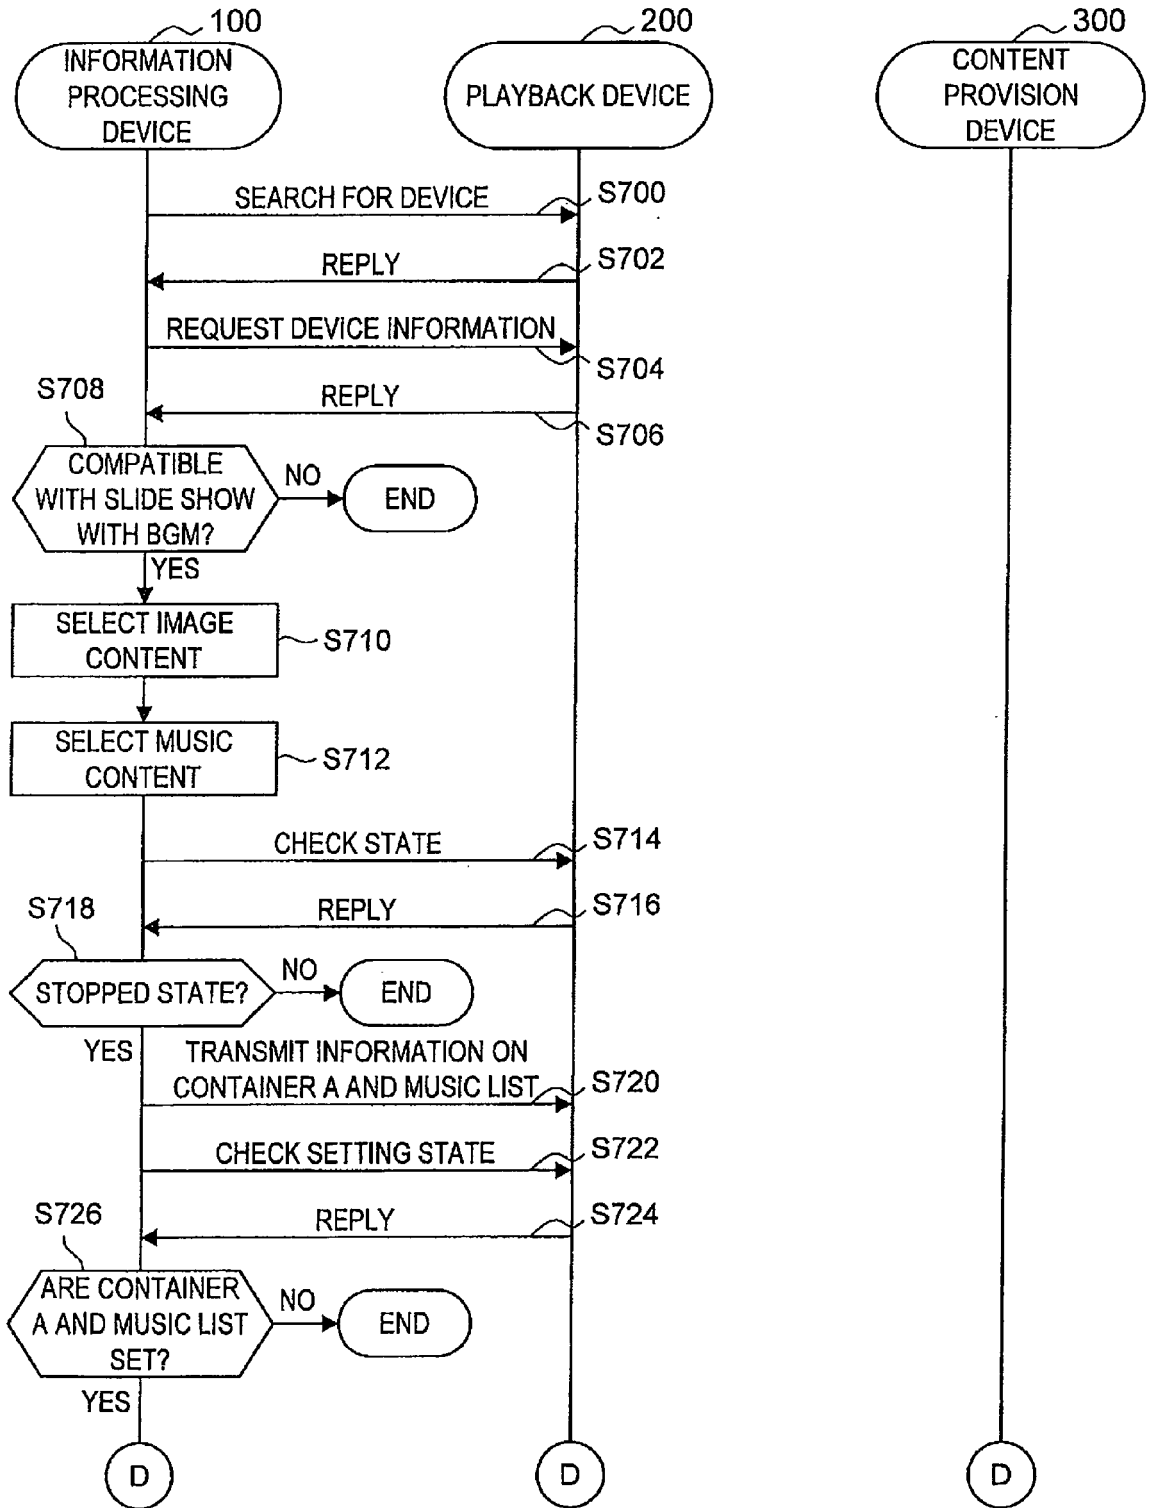 100
200
300
INFORMATION
PROCESSING
DEVICE
PLAYBACK DEVICE
CONTENT
PROVISION
DEVICE
SEARCH FOR DEVICE
S700
REPLY
S702
REQUEST DEVICE INFORMATION
S704
REPLY
S706
S708
COMPATIBLE
WITH SLIDE SHOW
WITH BGM?
NO
END
YES
SELECT IMAGE
CONTENT
S710
SELECT MUSIC
CONTENT
S712
CHECK STATE
S714
REPLY
S716
S718
STOPPED STATE?
NO
END
YES
TRANSMIT INFORMATION ON
CONTAINER A AND MUSIC LIST
S720
CHECK SETTING STATE
S722
REPLY
S724
S726
ARE CONTAINER
A AND MUSIC LIST
SET?
NO
END
YES
D
D
D